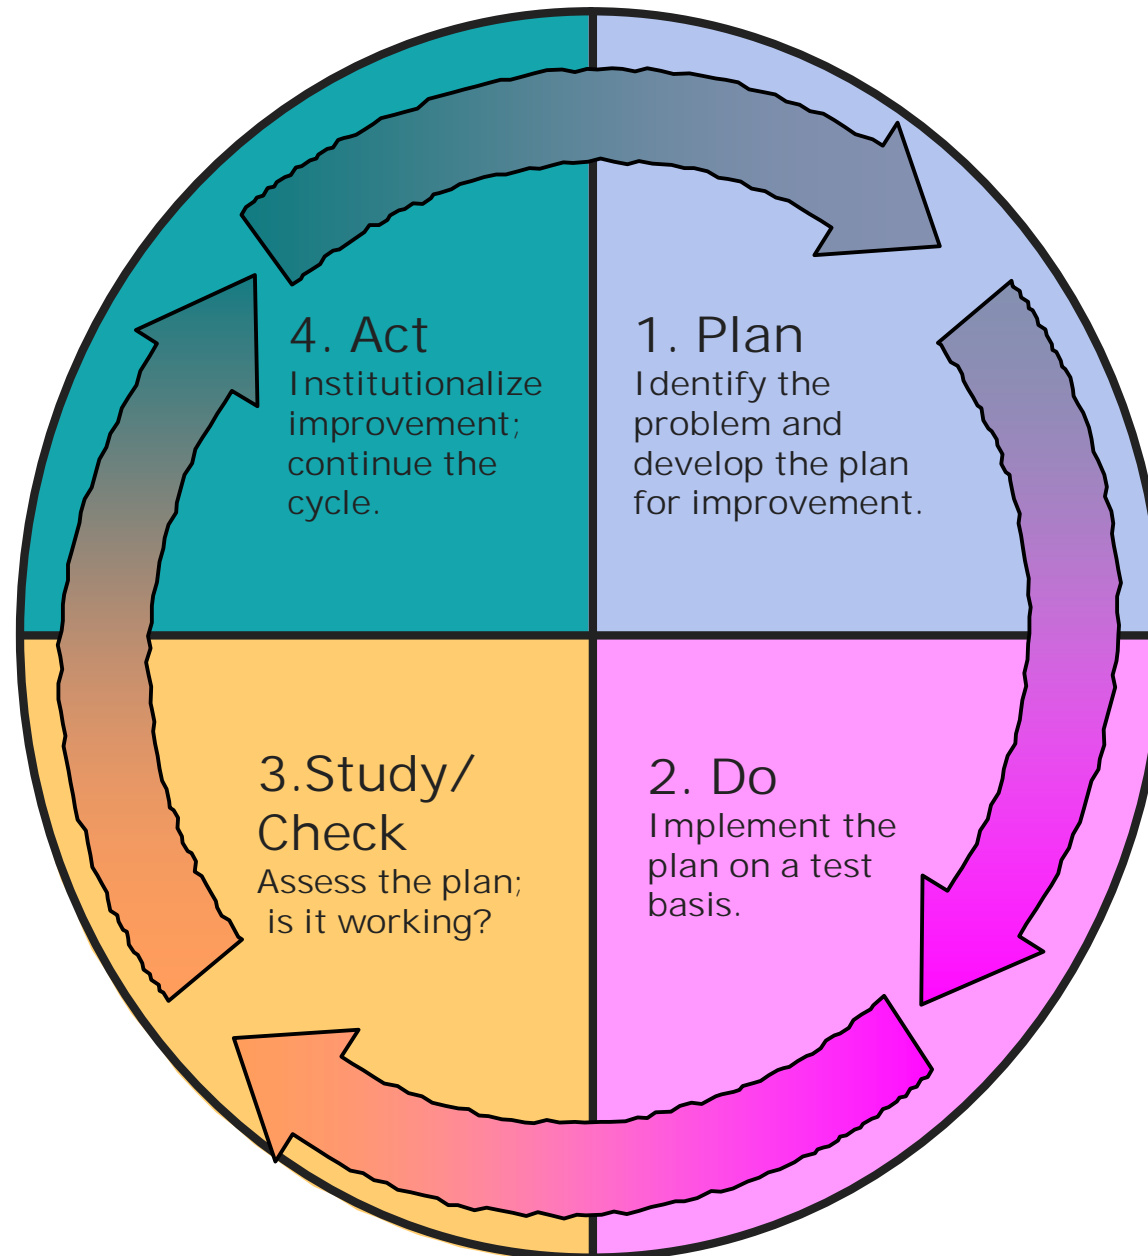 4. Act
Institutionalize
improvement;
continue the
cycle.
1. Plan
Identify the
problem and
develop the plan
for improvement.
3.Study/
Check
Assess the plan;
is it working?
2. Do
Implement the
plan on a test
basis.